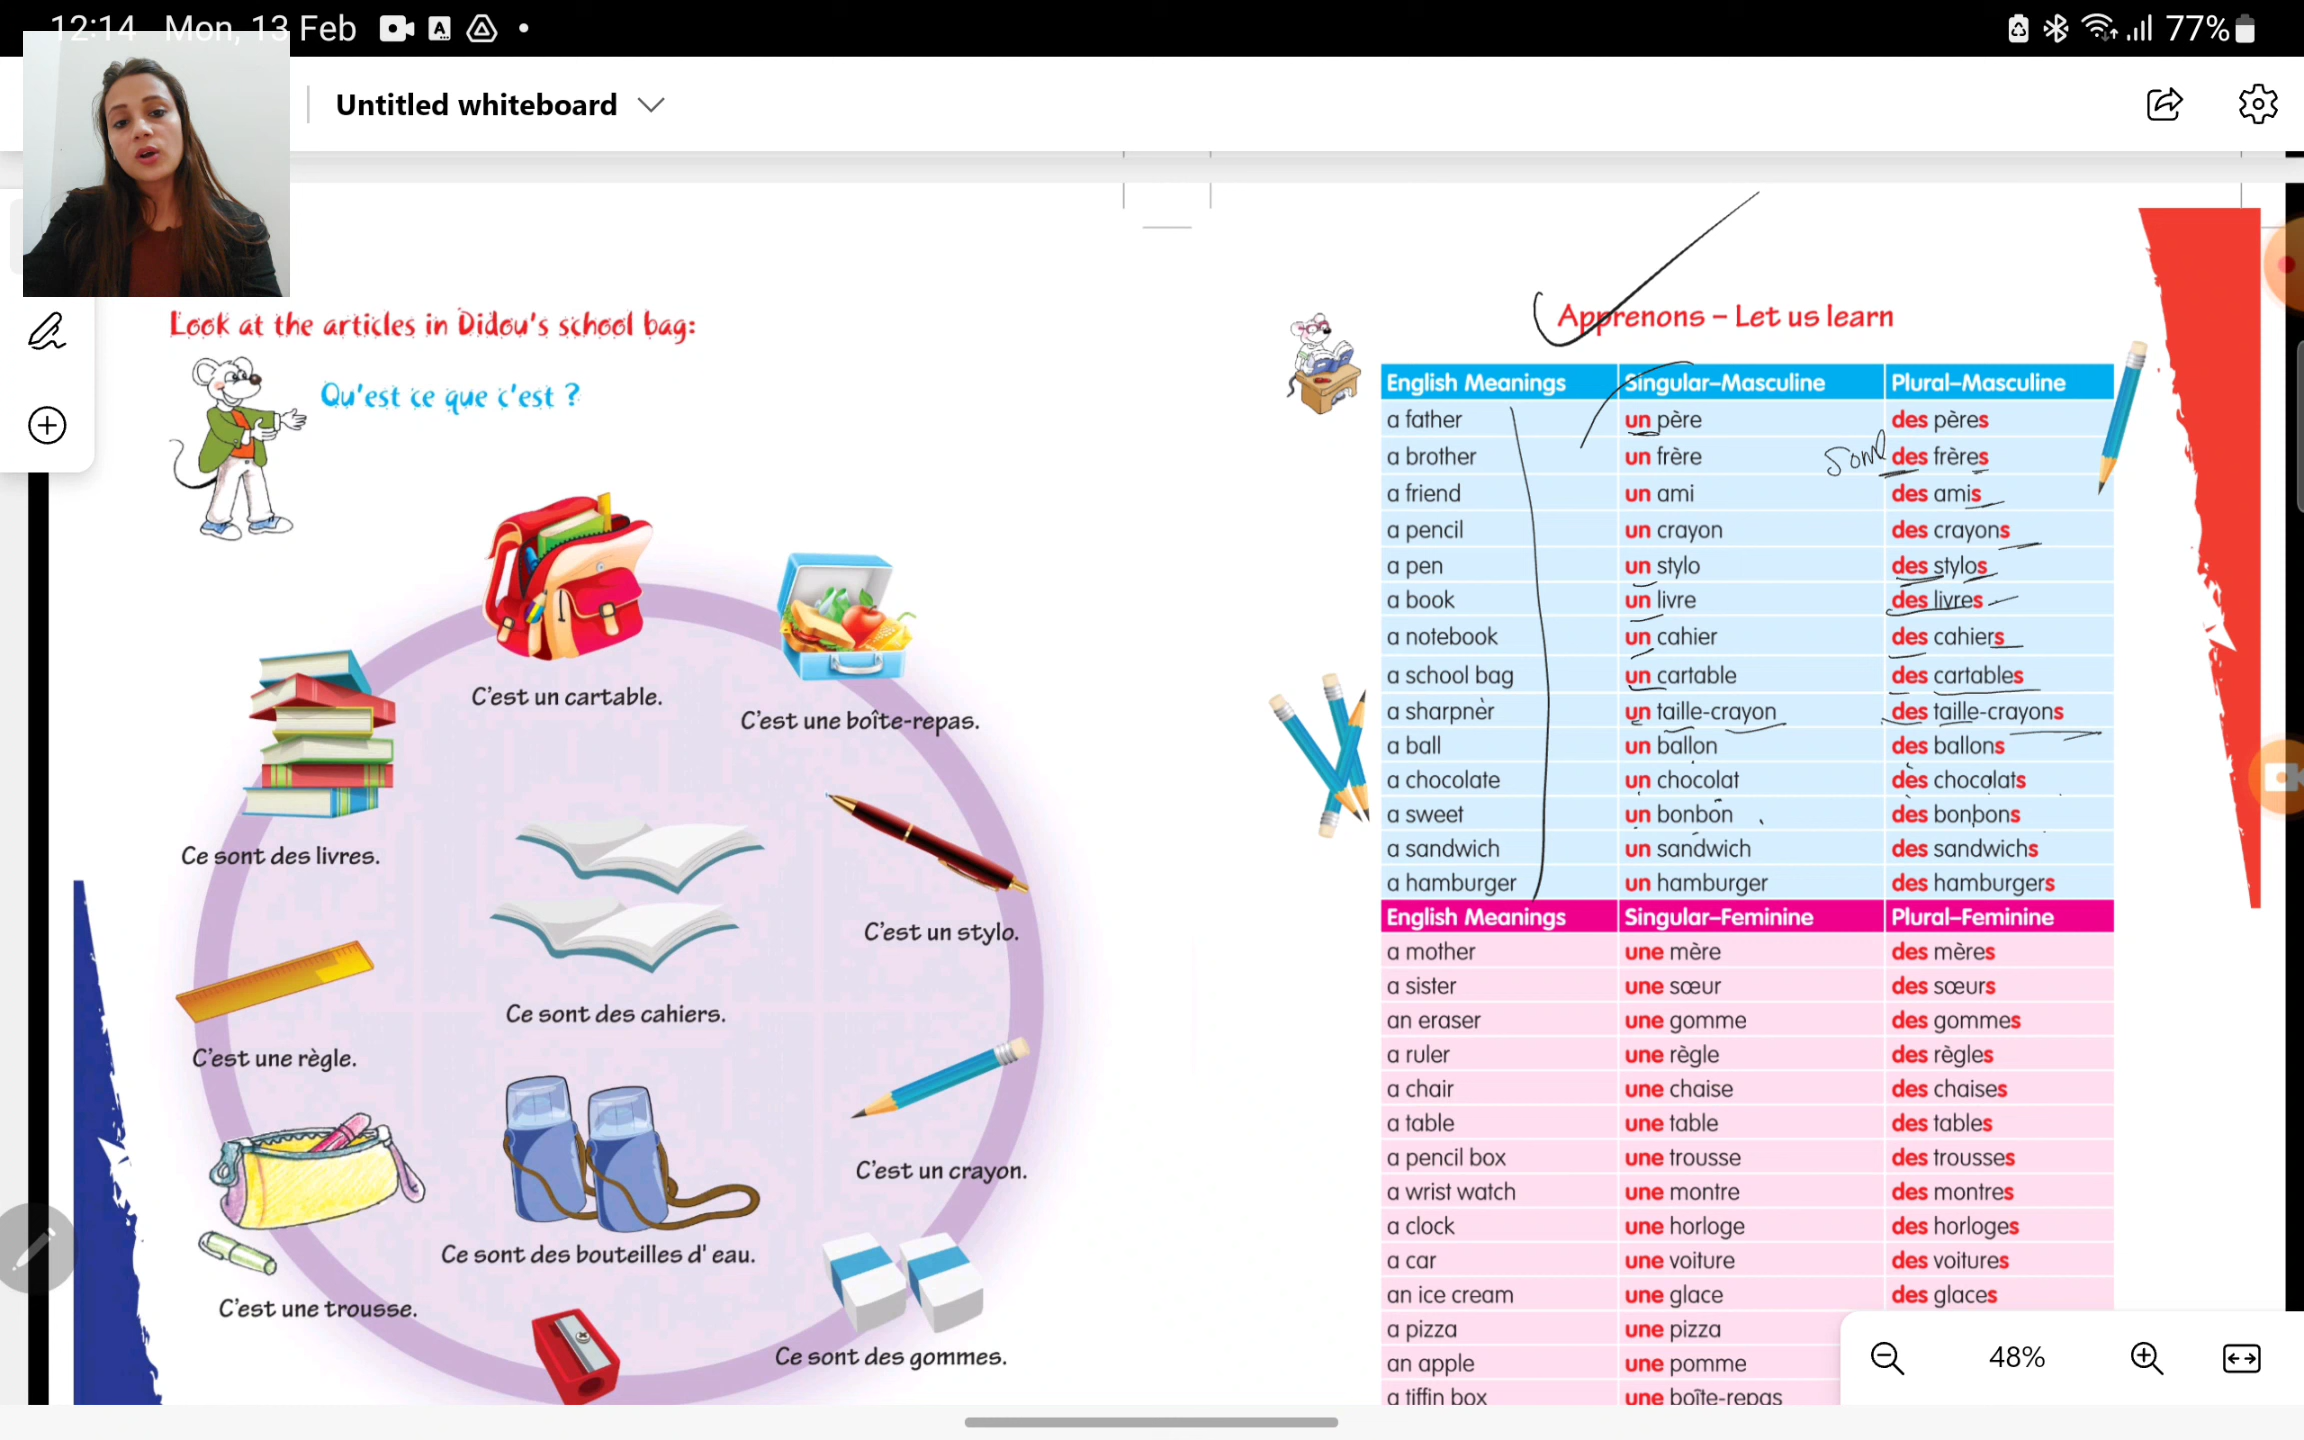 12:14 Mon, 13 Feb
77%
Untitled whiteboard
Look at the articles in Didou's school bag:
Qu'est ce que c'est ?
C'est un cartable.
C'est une boîte-repas.
Ce sont des livres.
C'est un stylo.
Ce sont des cahiers.
C'est une règle.
C'est un crayon.
Ce sont des bouteilles d' eau.
C'est une trousse.
Ce sont des gommes.
Apprenons – Let us learn
English Meanings Singular–Masculine Plural–Masculine
a father un père des pères
a brother un frère some des frères
a friend un ami des amis
a pencil un crayon des crayons
a pen un stylo des stylos
a book un livre des livres
a notebook un cahier des cahiers
a school bag un cartable des cartables
a sharpner un taille-crayon des taille-crayons
a ball un ballon des ballons
a chocolate un chocolat des chocolats
a sweet un bonbon des bonbons
a sandwich un sandwich des sandwichs
a hamburger un hamburger des hamburgers
English Meanings Singular–Feminine Plural–Feminine
a mother une mère des mères
a sister une sœur des sœurs
an eraser une gomme des gommes
a ruler une règle des règles
a chair une chaise des chaises
a table une table des tables
a pencil box une trousse des trousses
a wrist watch une montre des montres
a clock une horloge des horloges
a car une voiture des voitures
an ice cream une glace des glaces
a pizza une pizza
an apple une pomme
a tiffin box une boîte-repas
48%